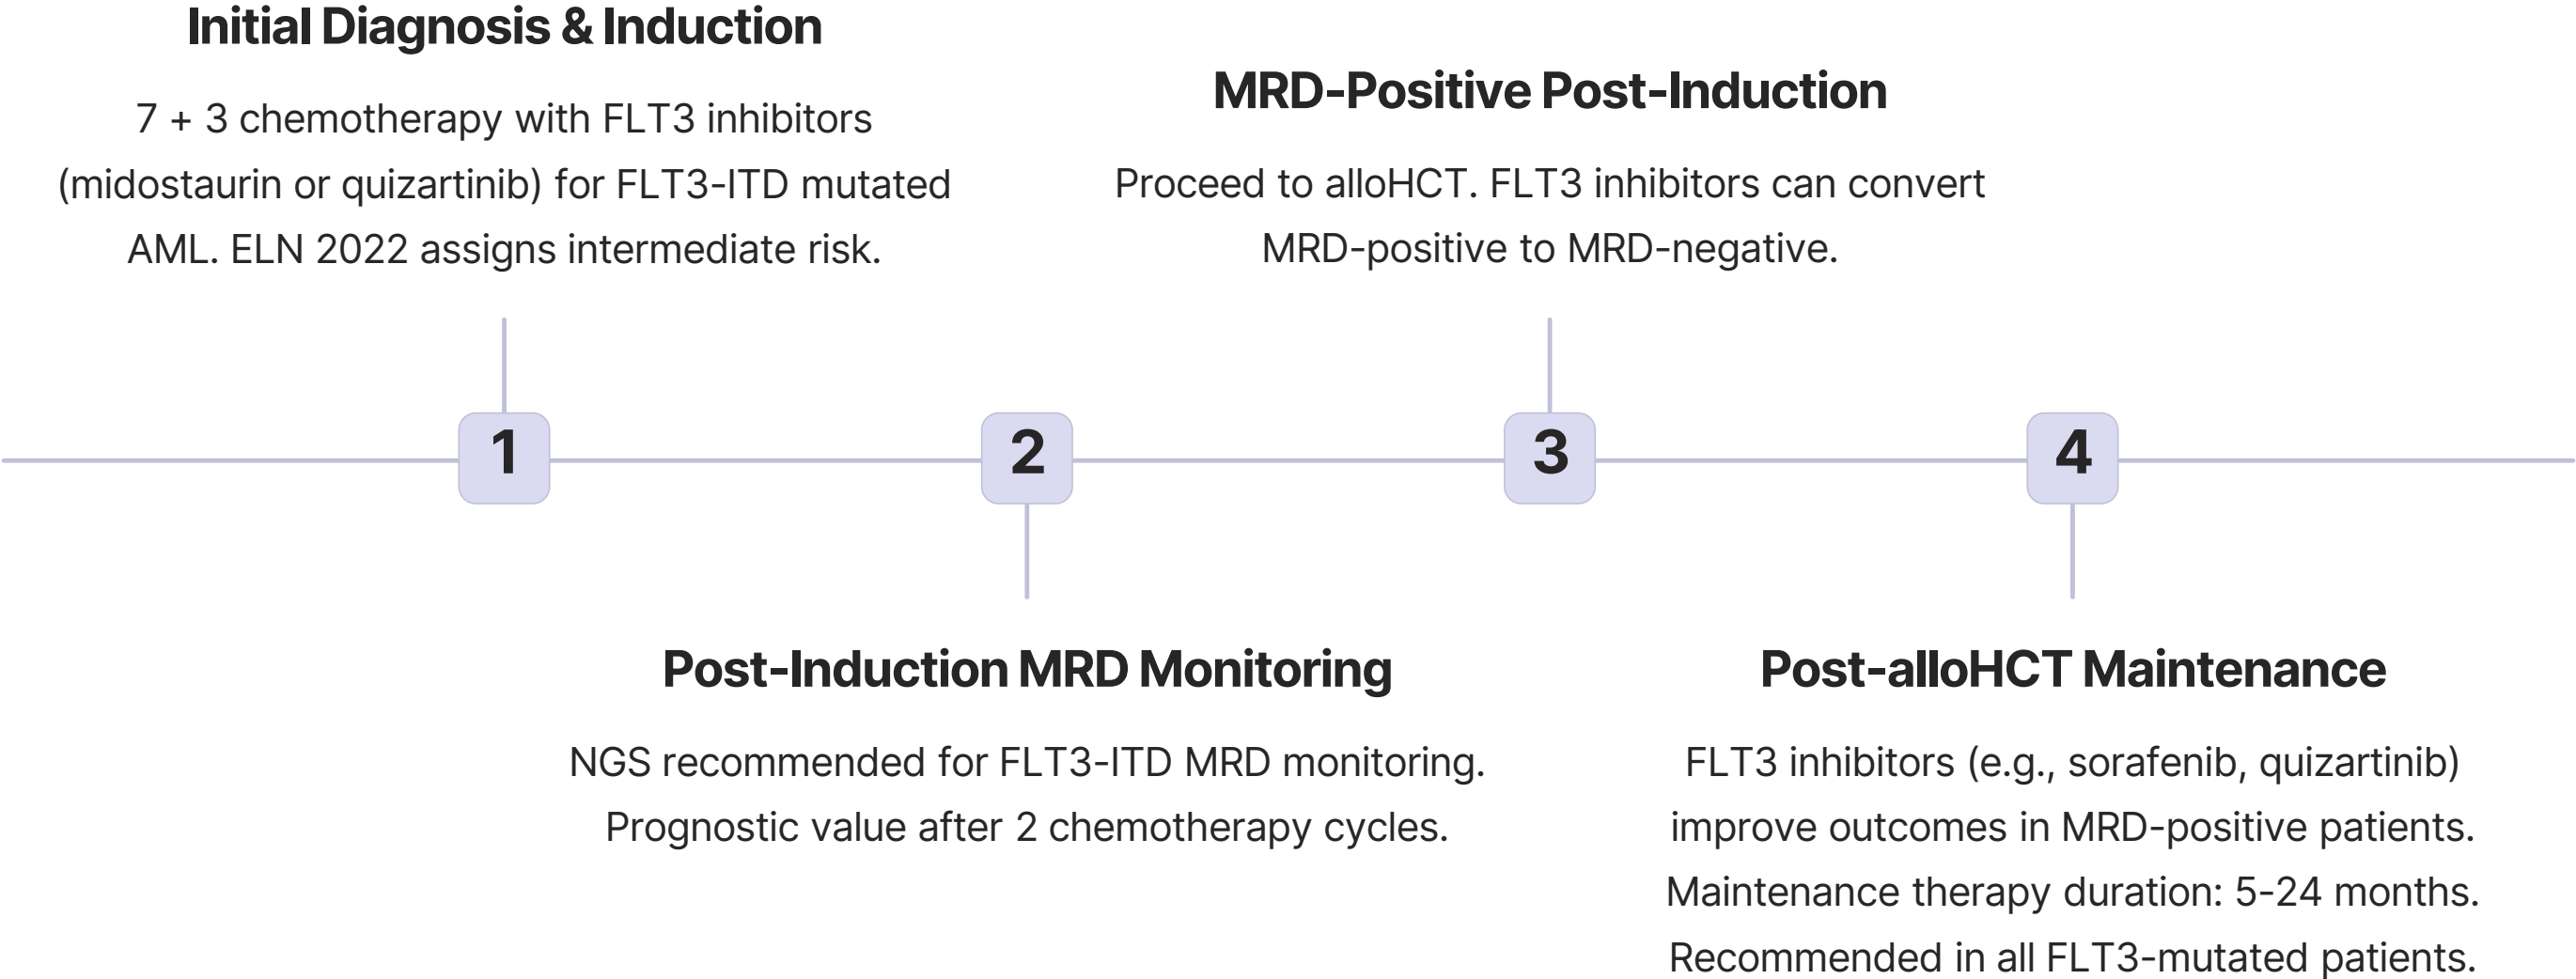 Initial Diagnosis & Induction
7 + 3 chemotherapy with FLT3 inhibitors
(midostaurin or quizartinib) for FLT3-ITD mutated
AML. ELN 2022 assigns intermediate risk.
MRD-Positive Post-Induction
Proceed to alloHCT. FLT3 inhibitors can convert
MRD-positive to MRD-negative.
1
2
3
4
Post-Induction MRD Monitoring
NGS recommended for FLT3-ITD MRD monitoring.
Prognostic value after 2 chemotherapy cycles.
Post-alloHCT Maintenance
FLT3 inhibitors (e.g., sorafenib, quizartinib)
improve outcomes in MRD-positive patients.
Maintenance therapy duration: 5-24 months.
Recommended in all FLT3-mutated patients.